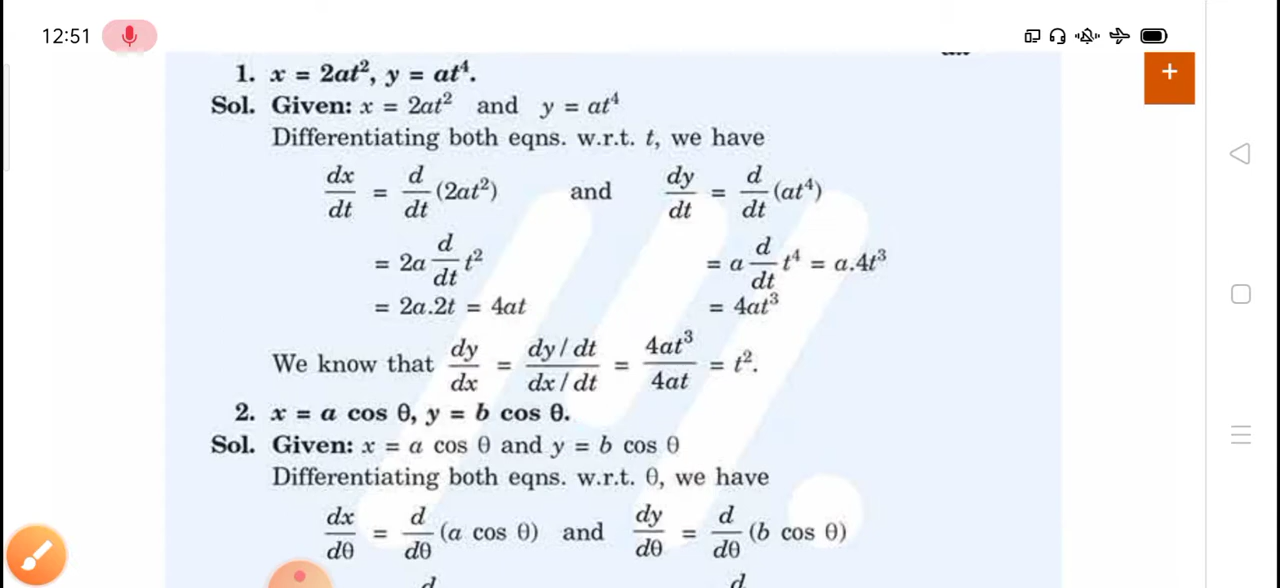 12:51
+
1. x = 2at², y = at⁴.
Sol. Given: x = 2at² and y = at⁴
Differentiating both eqns. w.r.t. t, we have
dx/dt = d/dt (2at²) and dy/dt = d/dt (at⁴)
= 2a d/dt t² = a d/dt t⁴ = a.4t³
= 2a.2t = 4at = 4at³
We know that dy/dx = (dy / dt)/(dx / dt) = 4at³/4at = t².
2. x = a cos θ, y = b cos θ.
Sol. Given: x = a cos θ and y = b cos θ
Differentiating both eqns. w.r.t. θ, we have
dx/dθ = d/dθ (a cos θ) and dy/dθ = d/dθ (b cos θ)
d d